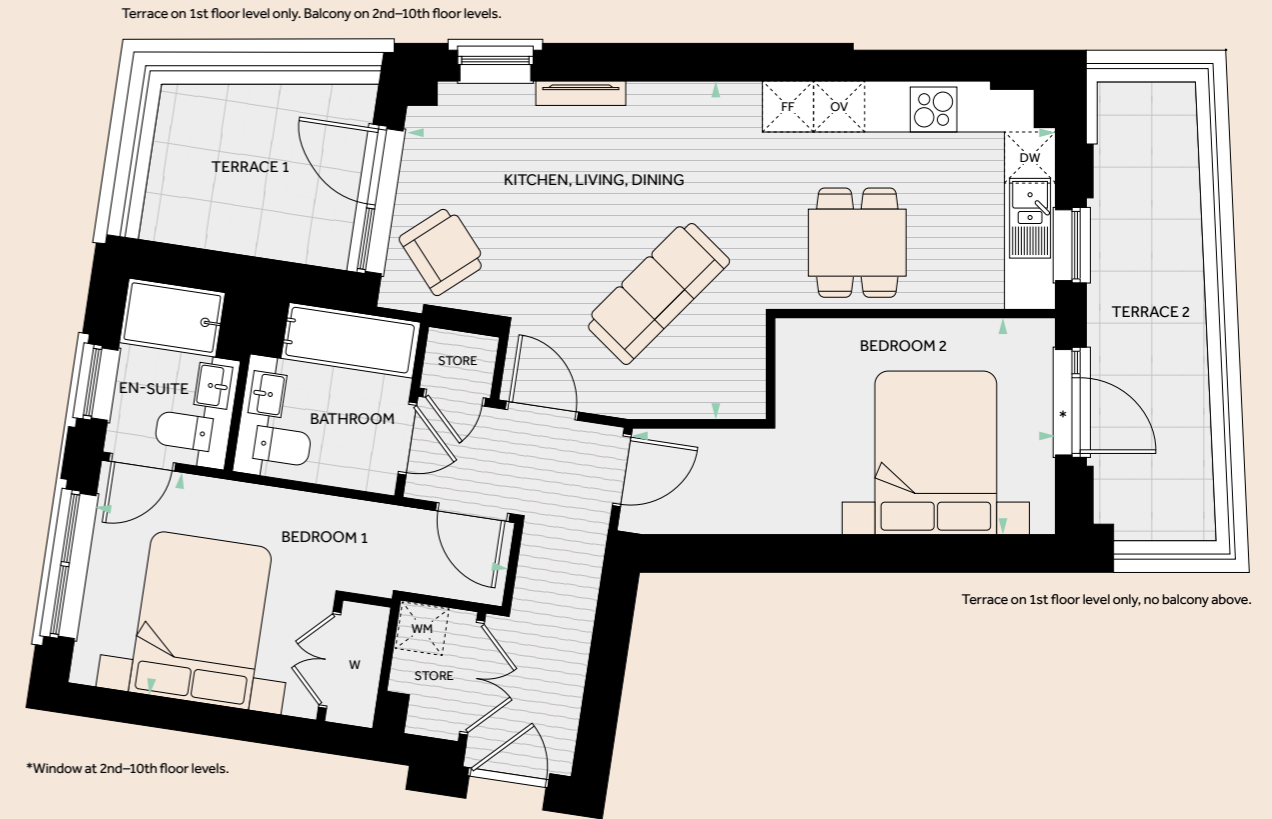 Terrace on 1st floor level only. Balcony on 2nd–10th floor levels.
FF
OV
TERRACE 1
KITCHEN, LIVING, DINING
DW
TERRACE 2
BEDROOM 2
STORE
EN-SUITE
BATHROOM
*
BEDROOM 1
Terrace on 1st floor level only, no balcony above.
WM
W
STORE
*Window at 2nd–10th floor levels.